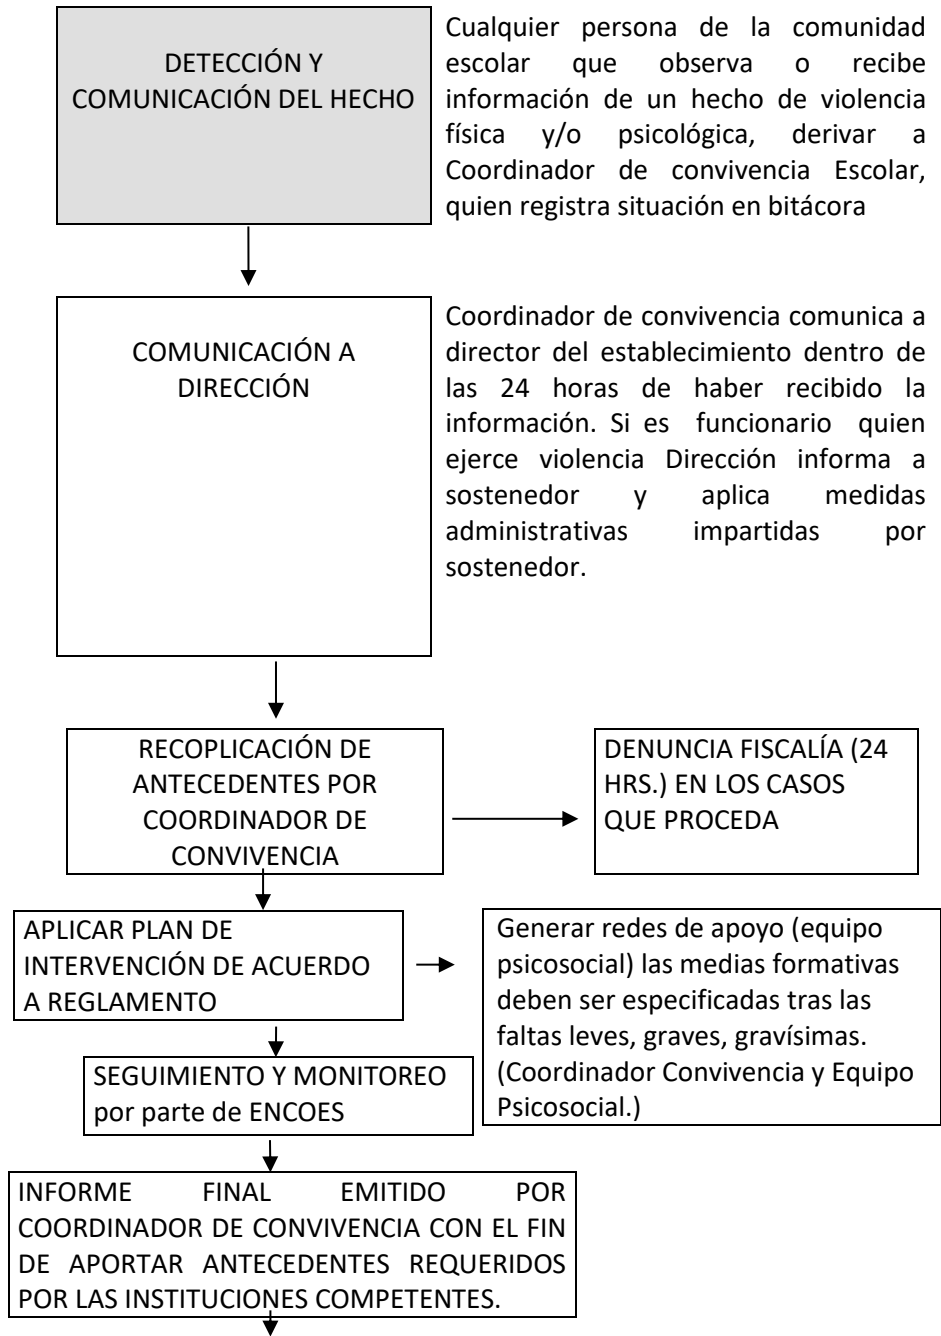 DETECCIÓN Y
COMUNICACIÓN DEL HECHO
Cualquier persona de la comunidad
escolar que observa o recibe
información de un hecho de violencia
física y/o psicológica, derivar a
Coordinador de convivencia Escolar,
quien registra situación en bitácora
COMUNICACIÓN A
DIRECCIÓN
Coordinador de convivencia comunica a
director del establecimiento dentro de
las 24 horas de haber recibido la
información. Si es funcionario quien
ejerce violencia Dirección informa a
sostenedor y aplica medidas
administrativas impartidas por
sostenedor.
RECOPLICACIÓN DE
ANTECEDENTES POR
COORDINADOR DE
CONVIVENCIA
DENUNCIA FISCALÍA (24
HRS.) EN LOS CASOS
QUE PROCEDA
APLICAR PLAN DE
INTERVENCIÓN DE ACUERDO
A REGLAMENTO
Generar redes de apoyo (equipo
psicosocial) las medias formativas
deben ser especificadas tras las
faltas leves, graves, gravísimas.
(Coordinador Convivencia y Equipo
Psicosocial.)
SEGUIMIENTO Y MONITOREO
por parte de ENCOES
INFORME FINAL EMITIDO POR
COORDINADOR DE CONVIVENCIA CON EL FIN
DE APORTAR ANTECEDENTES REQUERIDOS
POR LAS INSTITUCIONES COMPETENTES.